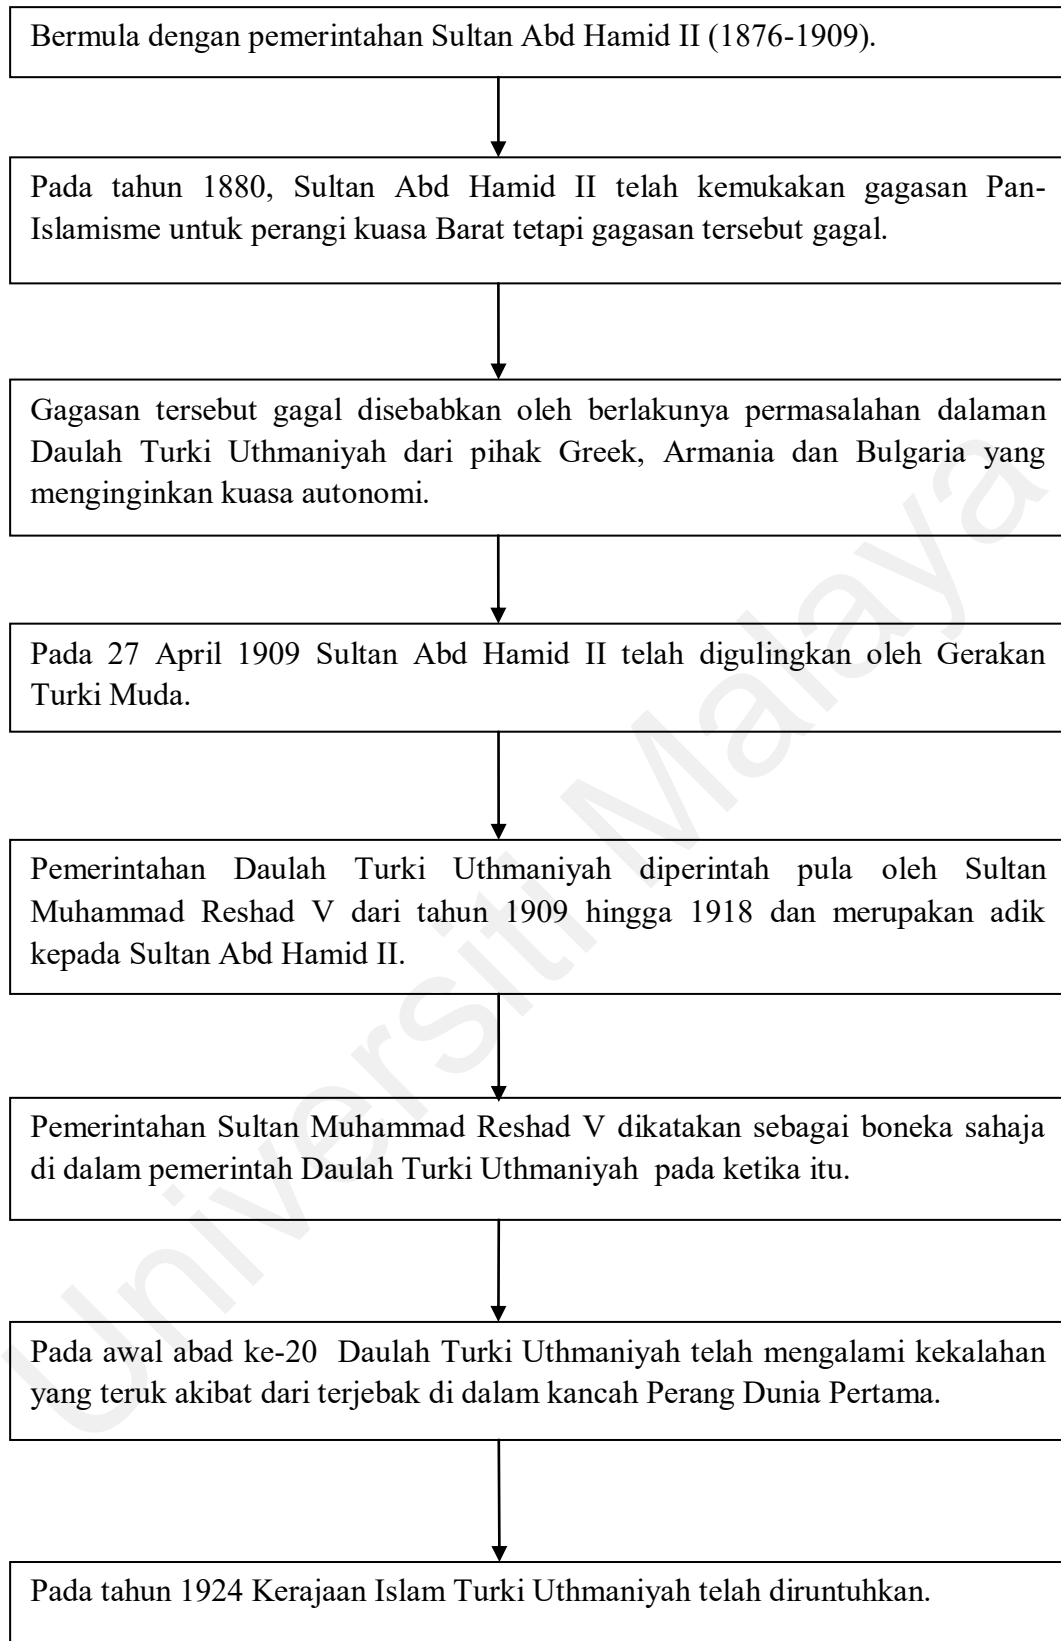 Bermula dengan pemerintahan Sultan Abd Hamid II (1876-1909).
Pada tahun 1880, Sultan Abd Hamid II telah kemukakan gagasan Pan-
Islamisme untuk perangi kuasa Barat tetapi gagasan tersebut gagal.
Gagasan tersebut gagal disebabkan oleh berlakunya permasalahan dalaman
Daulah Turki Uthmaniyah dari pihak Greek, Armania dan Bulgaria yang
menginginkan kuasa autonomi.
Pada 27 April 1909 Sultan Abd Hamid II telah digulingkan oleh Gerakan
Turki Muda.
Pemerintahan Daulah Turki Uthmaniyah diperintah pula oleh Sultan
Muhammad Reshad V dari tahun 1909 hingga 1918 dan merupakan adik
kepada Sultan Abd Hamid II.
Pemerintahan Sultan Muhammad Reshad V dikatakan sebagai boneka sahaja
di dalam pemerintah Daulah Turki Uthmaniyah pada ketika itu.
Pada awal abad ke-20 Daulah Turki Uthmaniyah telah mengalami kekalahan
yang teruk akibat dari terjebak di dalam kancah Perang Dunia Pertama.
Pada tahun 1924 Kerajaan Islam Turki Uthmaniyah telah diruntuhkan.
Universiti Malaya